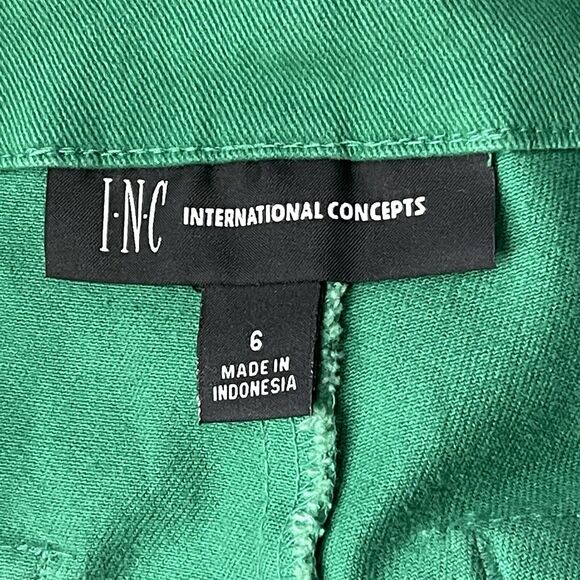 I·N·C INTERNATIONAL CONCEPTS
6
MADE IN
INDONESIA